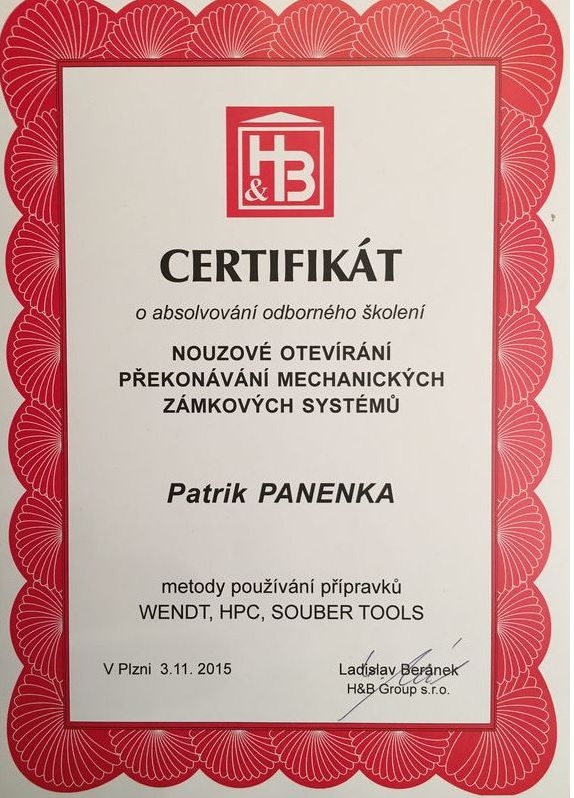 H&B
CERTIFIKÁT
o absolvování odborného školení
NOUZOVÉ OTEVÍRÁNÍ
PŘEKONÁVÁNÍ MECHANICKÝCH
ZÁMKOVÝCH SYSTÉMŮ
Patrik PANENKA
metody používání přípravků
WENDT, HPC, SOUBER TOOLS
V Plzni 3.11. 2015
Ladislav Beránek
H&B Group s.r.o.